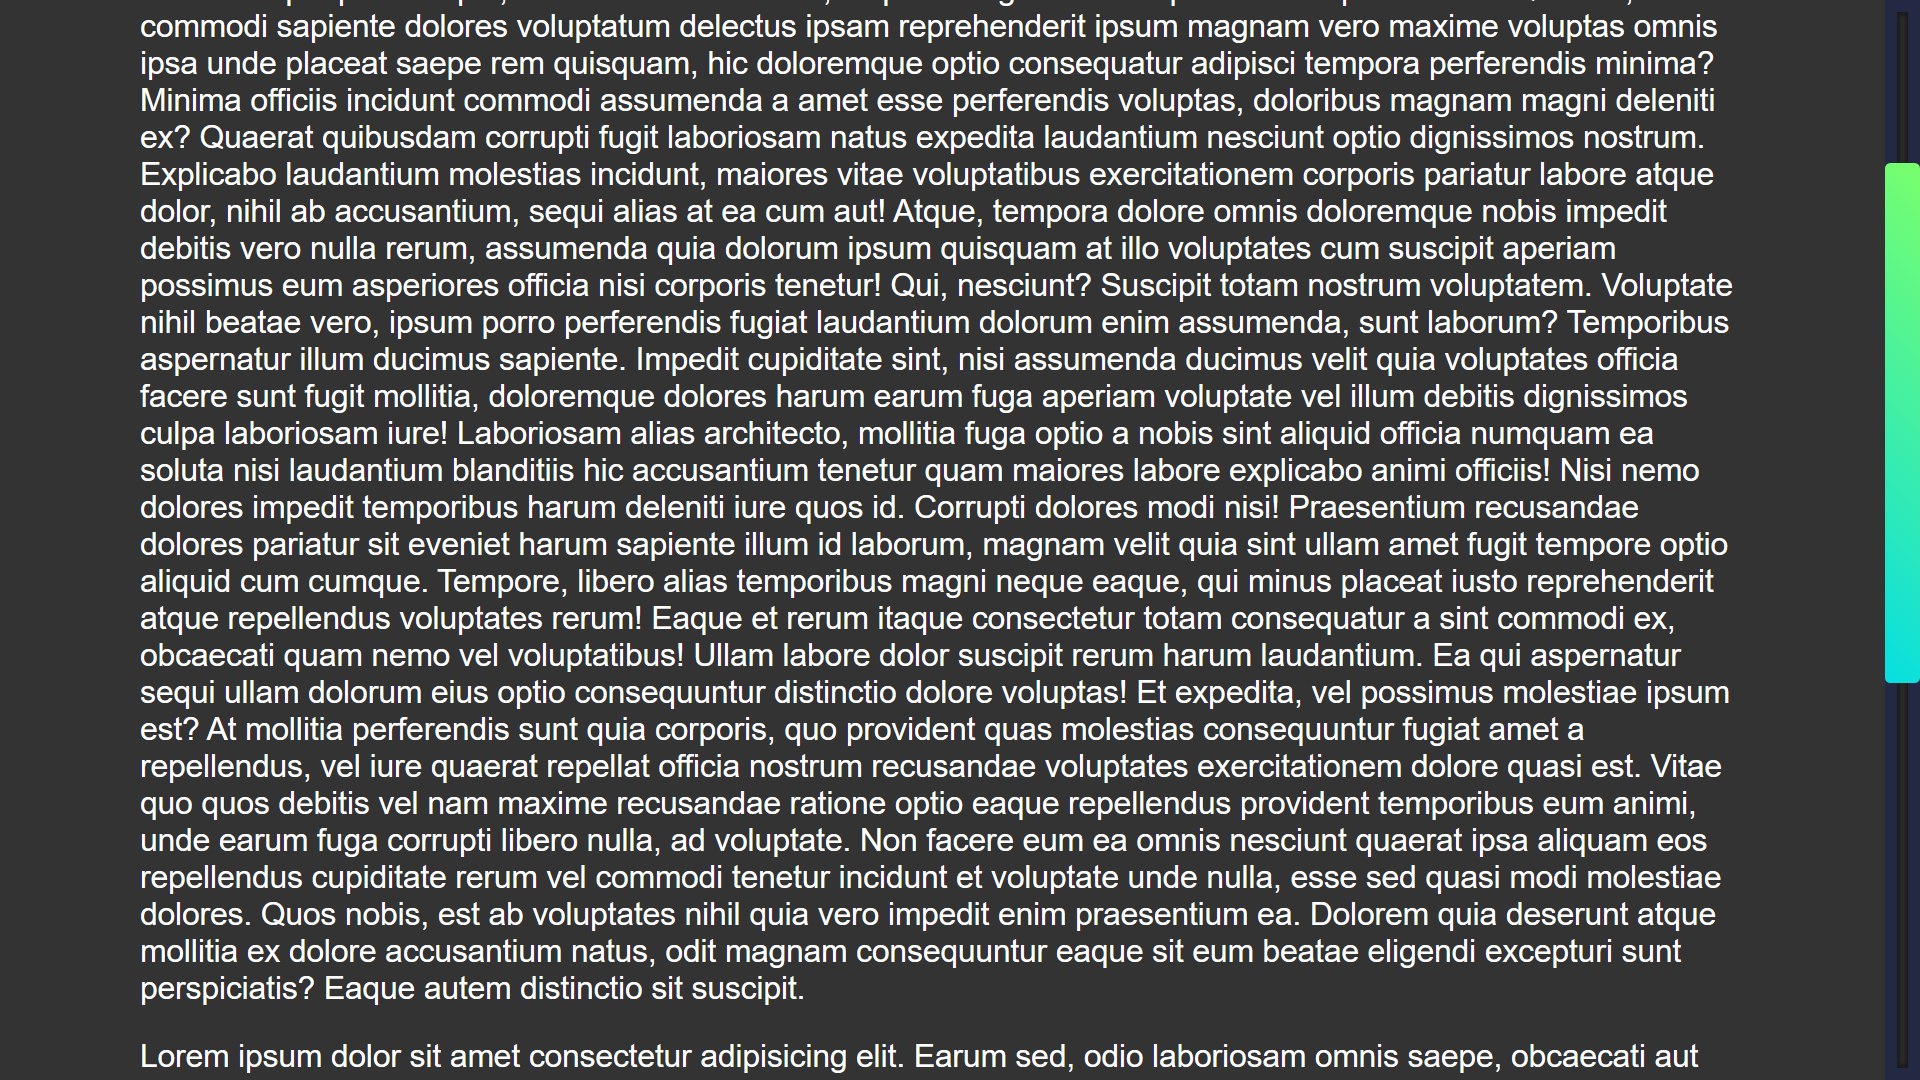 commodi sapiente dolores voluptatum delectus ipsam reprehenderit ipsum magnam vero maxime voluptas omnis
ipsa unde placeat saepe rem quisquam, hic doloremque optio consequatur adipisci tempora perferendis minima?
Minima officiis incidunt commodi assumenda a amet esse perferendis voluptas, doloribus magnam magni deleniti
ex? Quaerat quibusdam corrupti fugit laboriosam natus expedita laudantium nesciunt optio dignissimos nostrum.
Explicabo laudantium molestias incidunt, maiores vitae voluptatibus exercitationem corporis pariatur labore atque
dolor, nihil ab accusantium, sequi alias at ea cum aut! Atque, tempora dolore omnis doloremque nobis impedit
debitis vero nulla rerum, assumenda quia dolorum ipsum quisquam at illo voluptates cum suscipit aperiam
possimus eum asperiores officia nisi corporis tenetur! Qui, nesciunt? Suscipit totam nostrum voluptatem. Voluptate
nihil beatae vero, ipsum porro perferendis fugiat laudantium dolorum enim assumenda, sunt laborum? Temporibus
aspernatur illum ducimus sapiente. Impedit cupiditate sint, nisi assumenda ducimus velit quia voluptates officia
facere sunt fugit mollitia, doloremque dolores harum earum fuga aperiam voluptate vel illum debitis dignissimos
culpa laboriosam iure! Laboriosam alias architecto, mollitia fuga optio a nobis sint aliquid officia numquam ea
soluta nisi laudantium blanditiis hic accusantium tenetur quam maiores labore explicabo animi officiis! Nisi nemo
dolores impedit temporibus harum deleniti iure quos id. Corrupti dolores modi nisi! Praesentium recusandae
dolores pariatur sit eveniet harum sapiente illum id laborum, magnam velit quia sint ullam amet fugit tempore optio
aliquid cum cumque. Tempore, libero alias temporibus magni neque eaque, qui minus placeat iusto reprehenderit
atque repellendus voluptates rerum! Eaque et rerum itaque consectetur totam consequatur a sint commodi ex,
obcaecati quam nemo vel voluptatibus! Ullam labore dolor suscipit rerum harum laudantium. Ea qui aspernatur
sequi ullam dolorum eius optio consequuntur distinctio dolore voluptas! Et expedita, vel possimus molestiae ipsum
est? At mollitia perferendis sunt quia corporis, quo provident quas molestias consequuntur fugiat amet a
repellendus, vel iure quaerat repellat officia nostrum recusandae voluptates exercitationem dolore quasi est. Vitae
quo quos debitis vel nam maxime recusandae ratione optio eaque repellendus provident temporibus eum animi,
unde earum fuga corrupti libero nulla, ad voluptate. Non facere eum ea omnis nesciunt quaerat ipsa aliquam eos
repellendus cupiditate rerum vel commodi tenetur incidunt et voluptate unde nulla, esse sed quasi modi molestiae
dolores. Quos nobis, est ab voluptates nihil quia vero impedit enim praesentium ea. Dolorem quia deserunt atque
mollitia ex dolore accusantium natus, odit magnam consequuntur eaque sit eum beatae eligendi excepturi sunt
perspiciatis? Eaque autem distinctio sit suscipit.
Lorem ipsum dolor sit amet consectetur adipisicing elit. Earum sed, odio laboriosam omnis saepe, obcaecati aut